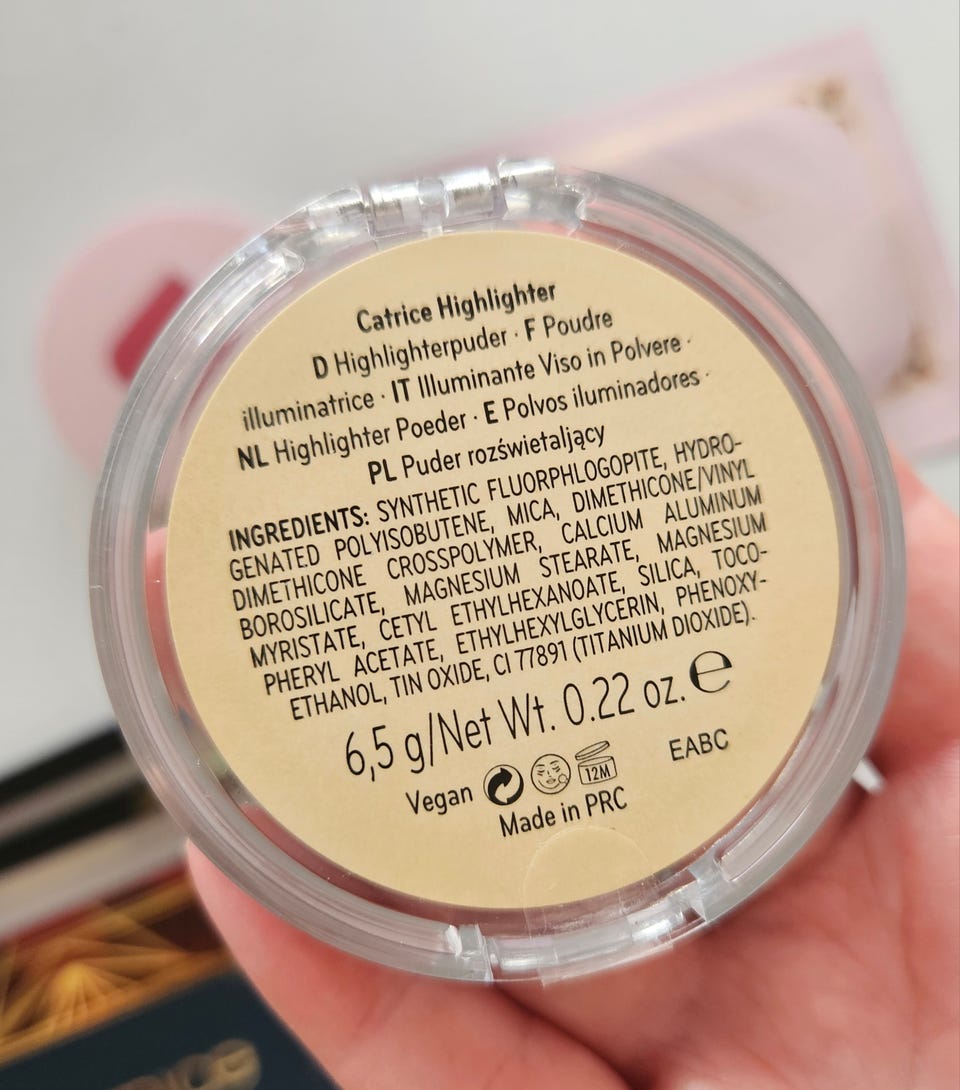 Catrice Highlighter
D Highlighterpuder · F Poudre
illuminatrice · IT Illuminante Viso in Polvere ·
NL Highlighter Poeder · E Polvos iluminadores ·
PL Puder rozświetaljący
INGREDIENTS: SYNTHETIC FLUORPHLOGOPITE, HYDRO-
GENATED POLYISOBUTENE, MICA, DIMETHICONE/VINYL
DIMETHICONE CROSSPOLYMER, CALCIUM ALUMINUM
BOROSILICATE, MAGNESIUM STEARATE, MAGNESIUM
MYRISTATE, CETYL ETHYLHEXANOATE, SILICA, TOCO-
PHERYL ACETATE, ETHYLHEXYLGLYCERIN, PHENOXY-
ETHANOL, TIN OXIDE, CI 77891 (TITANIUM DIOXIDE).
6,5 g/Net Wt. 0.22 oz. ℮
Vegan 12M EABC
Made in PRC